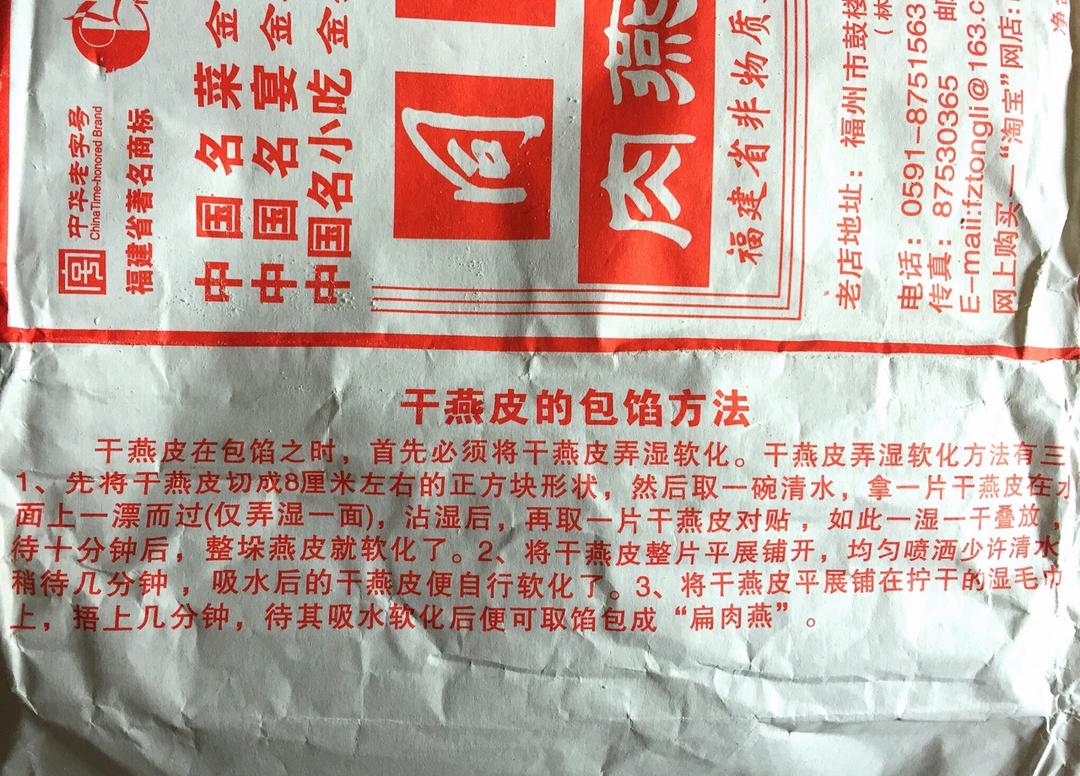 中华老字号
China Time-honored Brand
福建省著名商标
中国名菜 金
中国名宴 金
中国名小吃 金
同
肉燕
福建省非物质
老店地址： 福州市鼓楼
(林
电话： 0591-8751563
邮
传真： 87530365
E-mail:fztongli@163.c
网上购买—“淘宝”网店:
净含
干燕皮的包馅方法
干燕皮在包馅之时，首先必须将干燕皮弄湿软化。干燕皮弄湿软化方法有三
1、先将干燕皮切成8厘米左右的正方块形状，然后取一碗清水，拿一片干燕皮在水
面上一漂而过(仅弄湿一面)，沾湿后，再取一片干燕皮对贴，如此一湿一干叠放，
待十分钟后，整垛燕皮就软化了。2、将干燕皮整片平展铺开，均匀喷洒少许清水
稍待几分钟，吸水后的干燕皮便自行软化了。3、将干燕皮平展铺在拧干的湿毛巾
上，捂上几分钟，待其吸水软化后便可取馅包成“扁肉燕”。